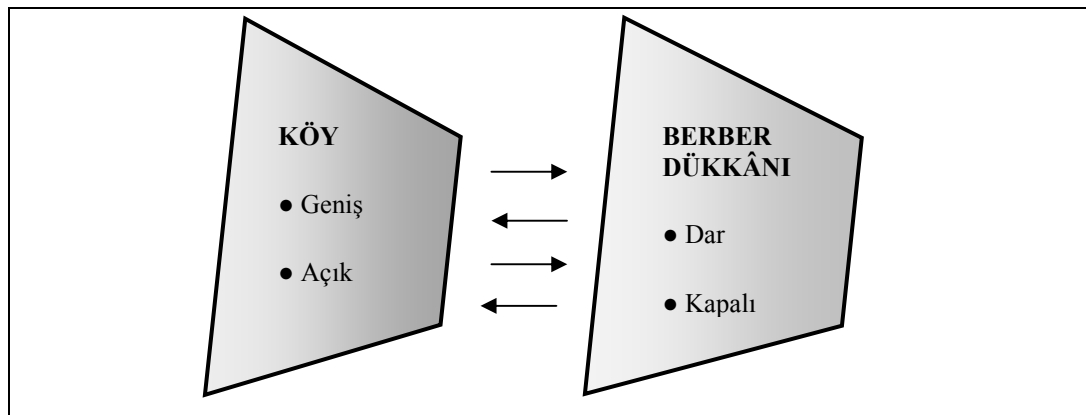 KÖY
● Geniş
● Açık
BERBER
DÜKKÂNI
● Dar
● Kapalı